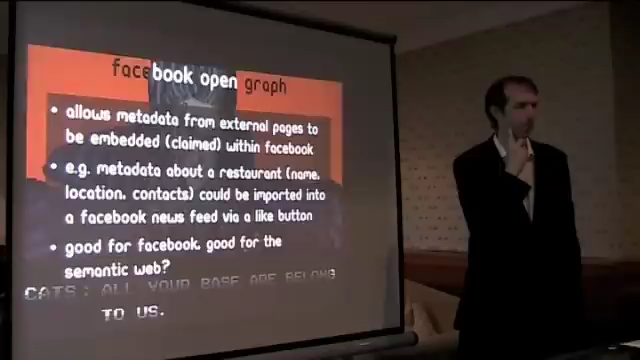 facebook open graph
• allows metadata from external pages to
be embedded (claimed) within facebook
• e.g. metadata about a restaurant (name,
location, contacts) could be imported into
a facebook news feed via a like button
• good for facebook, good for the
semantic web?
CATS: ALL YOUR BASE ARE BELONG
TO US.